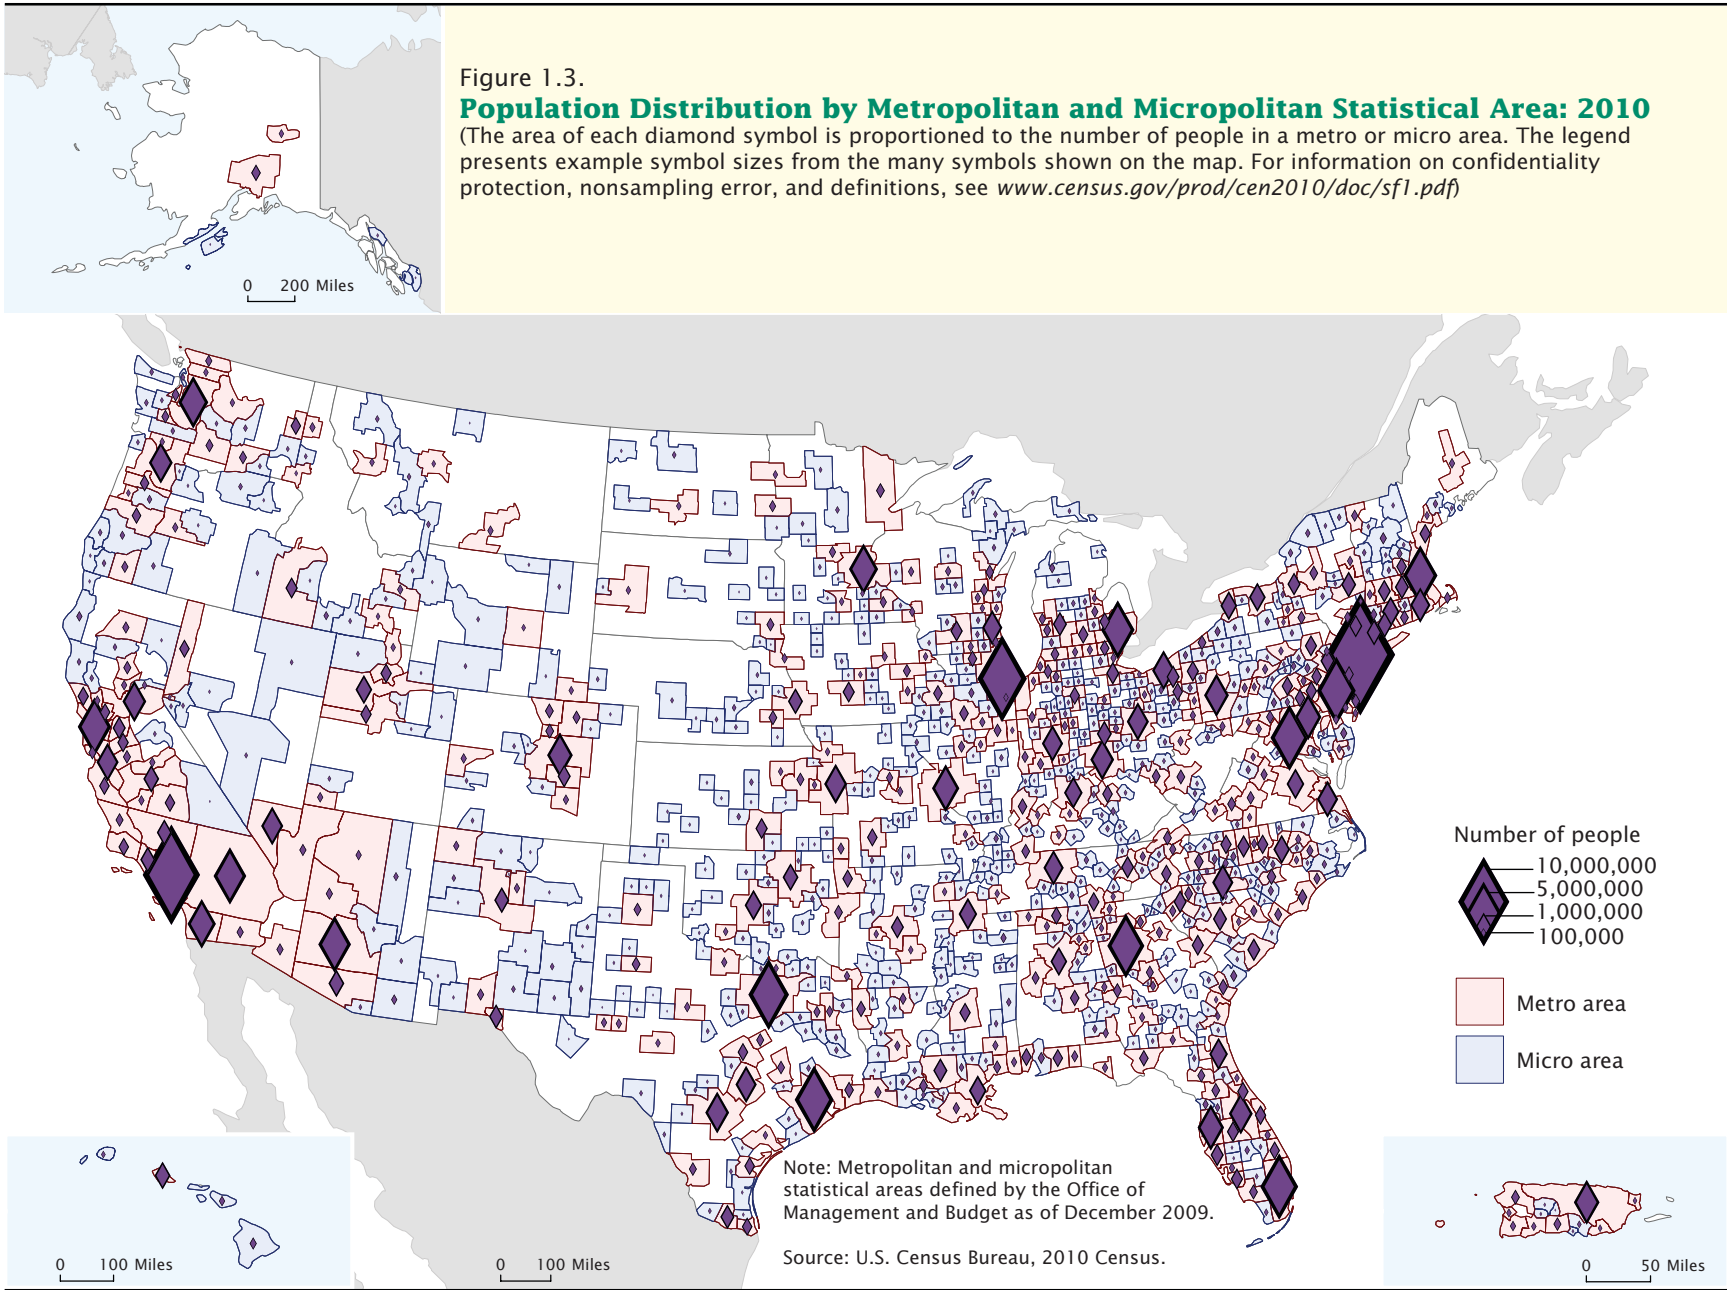 Figure 1.3.
Population Distribution by Metropolitan and Micropolitan Statistical Area: 2010
(The area of each diamond symbol is proportioned to the number of people in a metro or micro area. The legend
presents example symbol sizes from the many symbols shown on the map. For information on confidentiality
protection, nonsampling error, and definitions, see www.census.gov/prod/cen2010/doc/sf1.pdf)
0 200 Miles
Number of people
10,000,000
5,000,000
1,000,000
100,000
Metro area
Micro area
Note: Metropolitan and micropolitan
statistical areas defined by the Office of
Management and Budget as of December 2009.
Source: U.S. Census Bureau, 2010 Census.
0 100 Miles
0 100 Miles
0 50 Miles